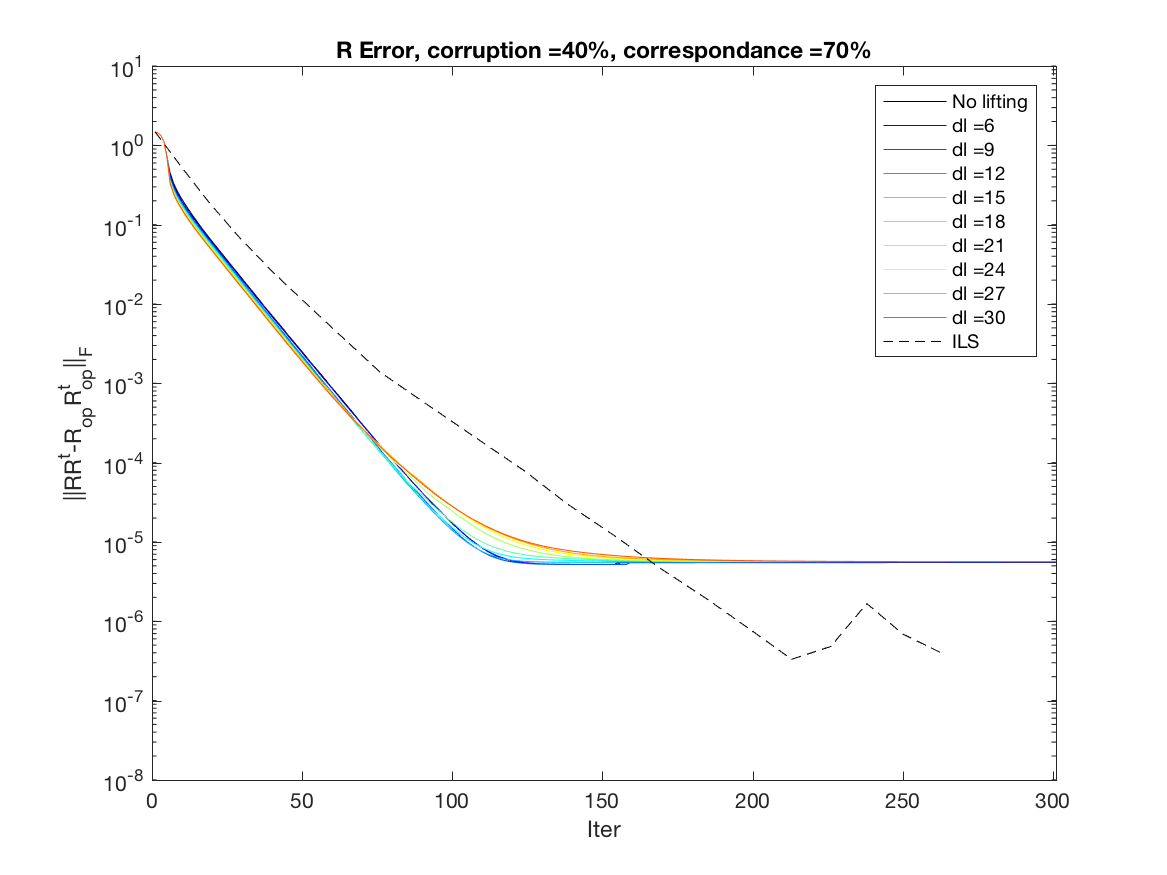 R Error, corruption =40%, correspondance =70%
10^1
10^0
10^-1
10^-2
10^-3
10^-4
10^-5
10^-6
10^-7
10^-8
||RR^t-R_op R_op^t||_F
0 50 100 150 200 250 300
Iter
No lifting
dl =6
dl =9
dl =12
dl =15
dl =18
dl =21
dl =24
dl =27
dl =30
ILS